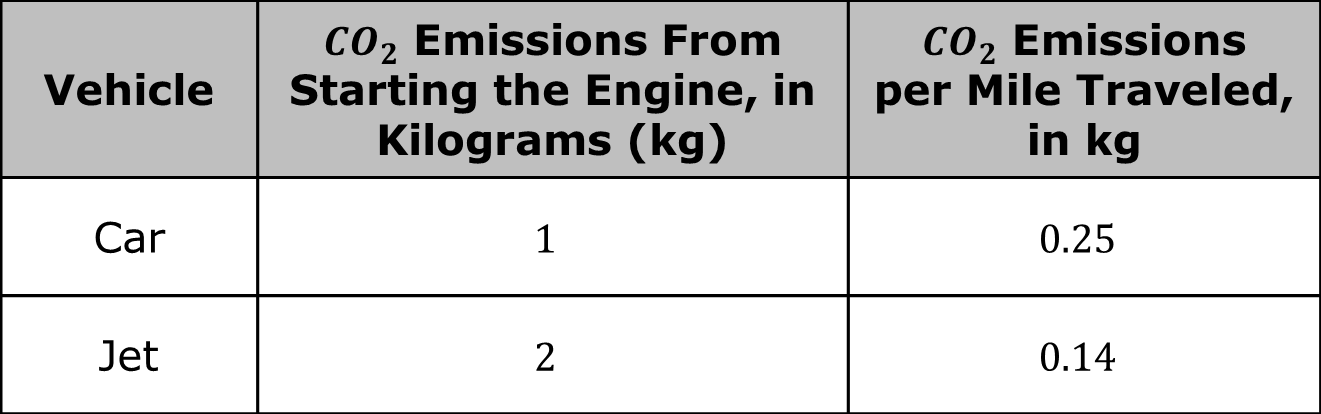 Vehicle
CO₂ Emissions From
Starting the Engine, in
Kilograms (kg)
CO₂ Emissions
per Mile Traveled,
in kg
Car
1
0.25
Jet
2
0.14